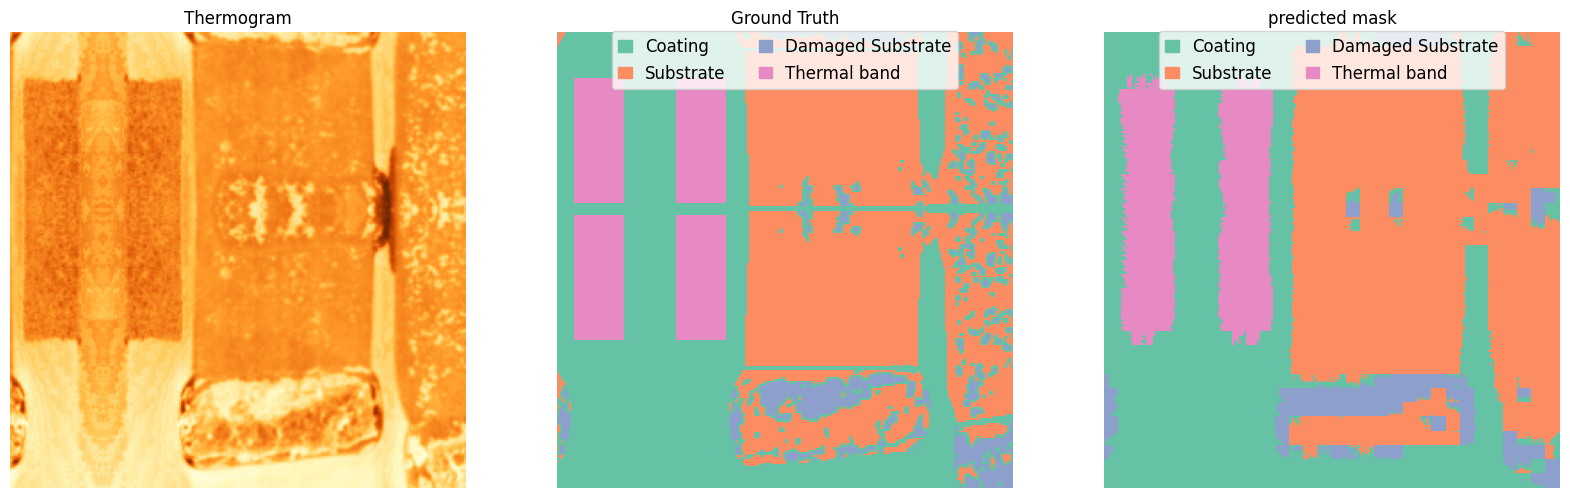 Thermogram
Ground Truth
predicted mask
Coating
Substrate
Damaged Substrate
Thermal band
Coating
Substrate
Damaged Substrate
Thermal band